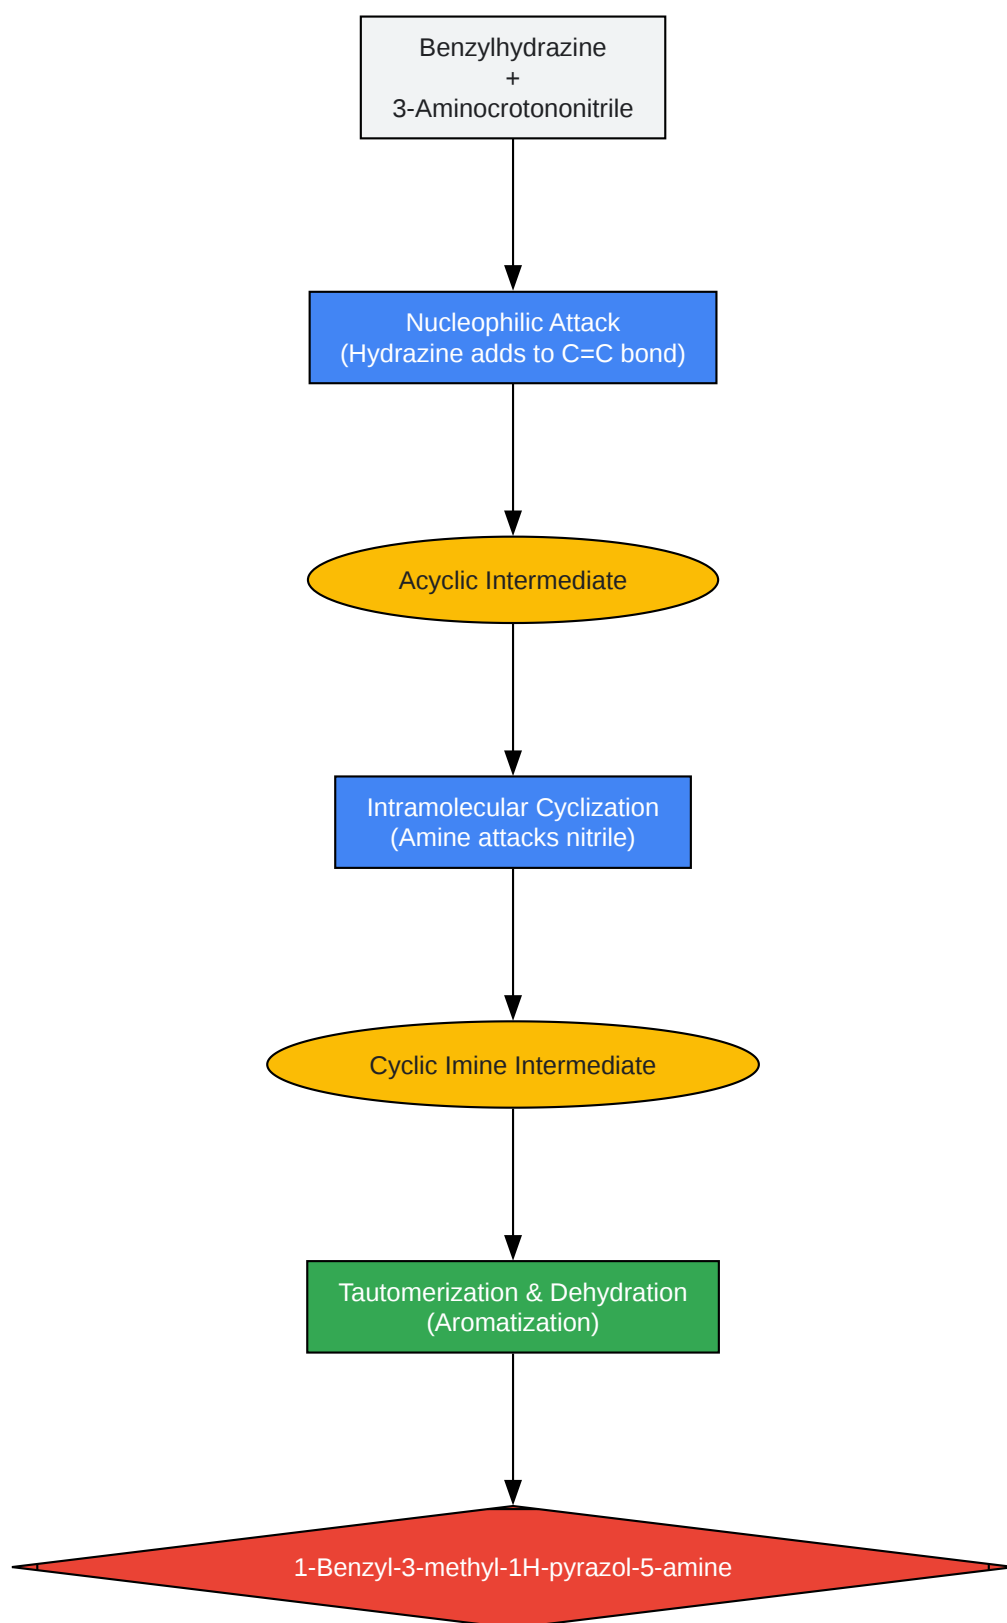 Benzylhydrazine
+
3-Aminocrotononitrile
Nucleophilic Attack
(Hydrazine adds to C=C bond)
Acyclic Intermediate
Intramolecular Cyclization
(Amine attacks nitrile)
Cyclic Imine Intermediate
Tautomerization & Dehydration
(Aromatization)
1-Benzyl-3-methyl-1H-pyrazol-5-amine